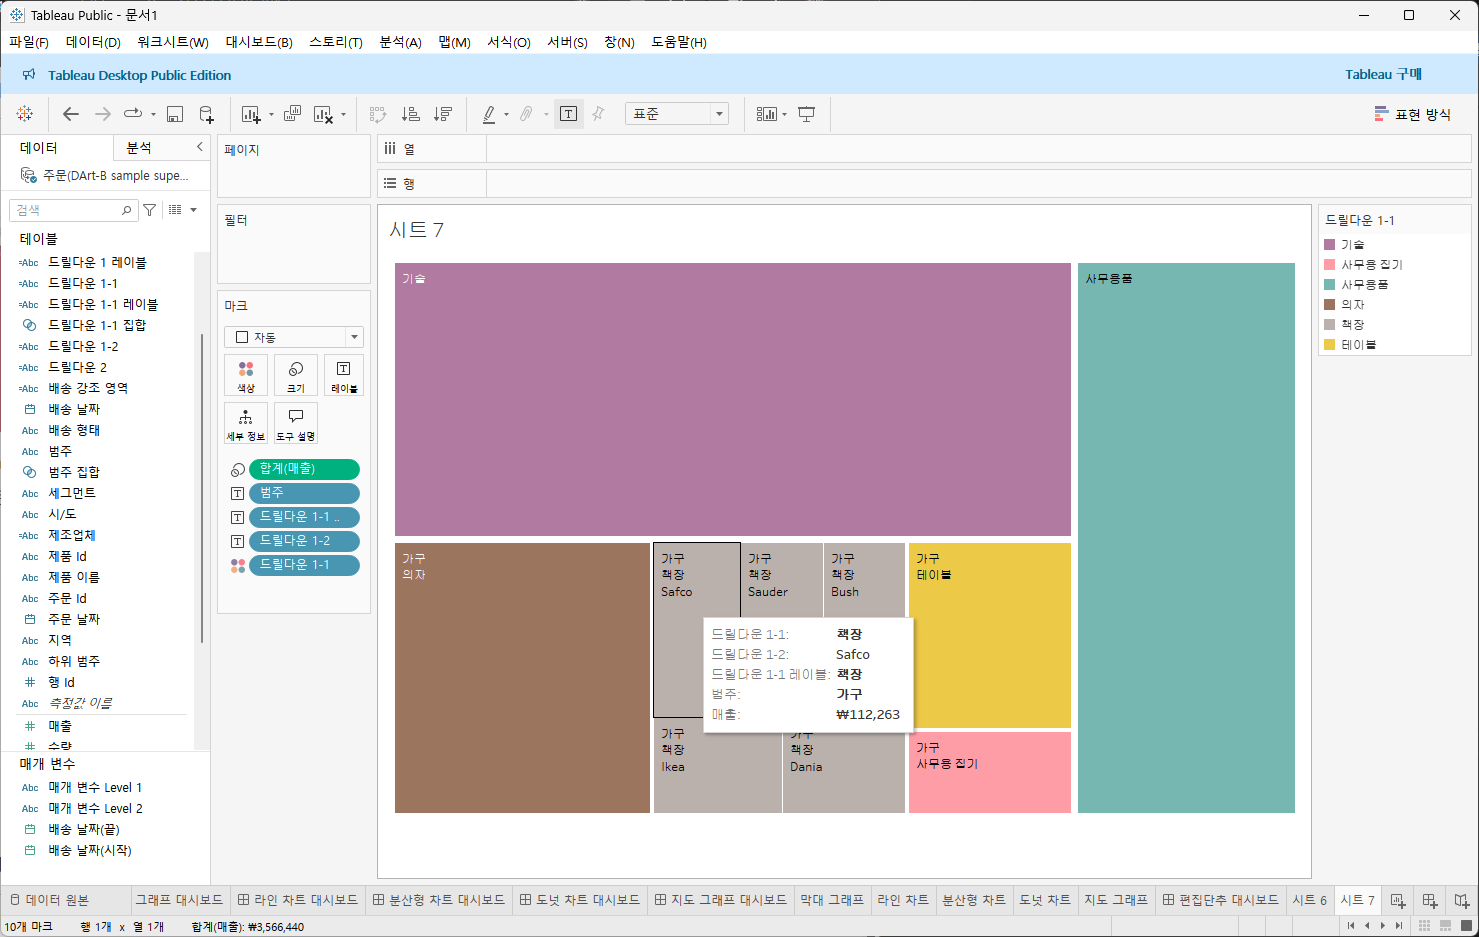 Tableau Public - 문서1
파일(F) 데이터(D) 워크시트(W) 대시보드(B) 스토리(T) 분석(A) 맵(M) 서식(O) 서버(S) 창(N) 도움말(H)
Tableau Desktop Public Edition
Tableau 구매
표준
표현 방식
데이터
분석
주문(DArt-B sample supe...
검색
테이블
=Abc 드릴다운 1 레이블
=Abc 드릴다운 1-1
=Abc 드릴다운 1-1 레이블
드릴다운 1-1 집합
=Abc 드릴다운 1-2
=Abc 드릴다운 2
=Abc 배송 강조 영역
배송 날짜
Abc 배송 형태
Abc 범주
범주 집합
Abc 세그먼트
Abc 시/도
=Abc 제조업체
Abc 제품 Id
Abc 제품 이름
Abc 주문 Id
주문 날짜
Abc 지역
Abc 하위 범주
# 행 Id
Abc 측정값 이름
# 매출
# 수량
매개 변수
Abc 매개 변수 Level 1
Abc 매개 변수 Level 2
배송 날짜(끝)
배송 날짜(시작)
페이지
필터
마크
자동
색상
크기
레이블
세부 정보
도구 설명
합계(매출)
범주
드릴다운 1-1 ..
드릴다운 1-2
드릴다운 1-1
열
행
시트 7
기술
사무용품
가구
의자
가구
책장
Safco
가구
책장
Sauder
가구
책장
Bush
가구
테이블
드릴다운 1-1: 책장
드릴다운 1-2: Safco
드릴다운 1-1 레이블: 책장
범주: 가구
매출: ₩112,263
가구
책장
Ikea
가구
책장
Dania
가구
사무용 집기
드릴다운 1-1
기술
사무용 집기
사무용품
의자
책장
테이블
데이터 원본
그래프 대시보드
라인 차트 대시보드
분산형 차트 대시보드
도넛 차트 대시보드
지도 그래프 대시보드
막대 그래프
라인 차트
분산형 차트
도넛 차트
지도 그래프
편집단추 대시보드
시트 6
시트 7
10개 마크
행 1개 x 열 1개
합계(매출): ₩3,566,440